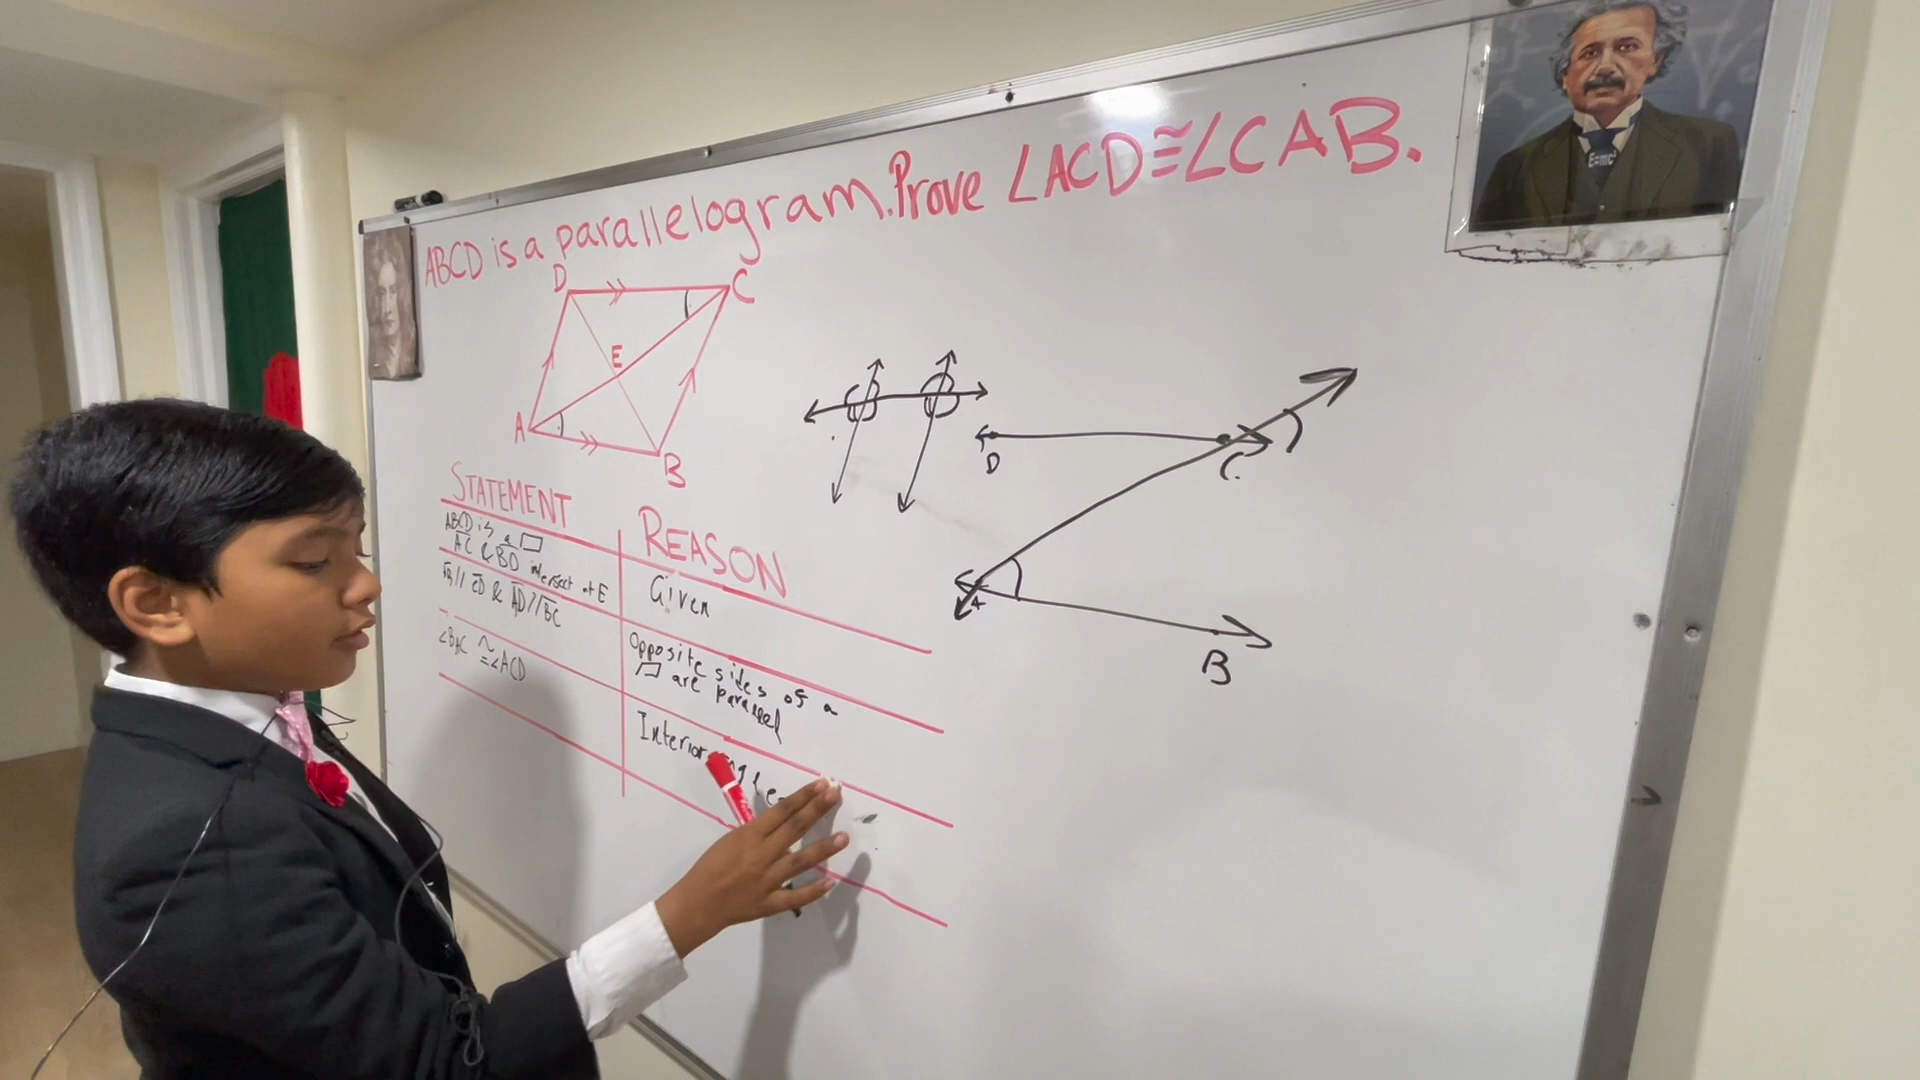 ABCD is a parallelogram. Prove ∠ACD≅∠CAB.
D
C
E
A
B
STATEMENT
REASON
ABCD is a ▱
AC & BD intersect at E
Given
AB // CD & AD // BC
Opposite sides of a
▱ are parallel
∠BAC ≅ ∠ACD
Interior
D
C.
A
B
E=mc²